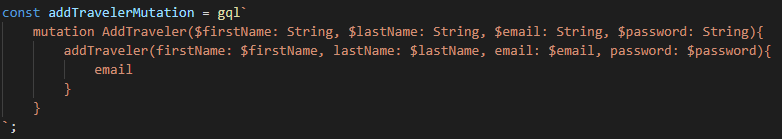 const addTravelerMutation = gql`
    mutation AddTraveler($firstName: String, $lastName: String, $email: String, $password: String){
        addTraveler(firstName: $firstName, lastName: $lastName, email: $email, password: $password){
            email
        }
    }
`;